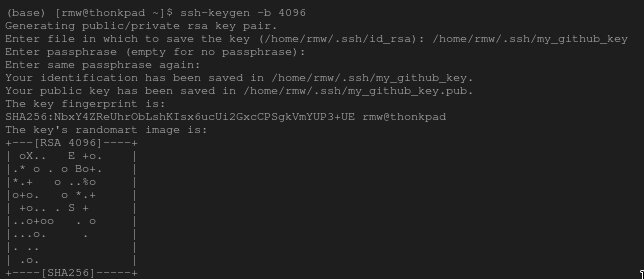 (base) [rmw@thonkpad ~]$ ssh-keygen -b 4096
Generating public/private rsa key pair.
Enter file in which to save the key (/home/rmw/.ssh/id_rsa): /home/rmw/.ssh/my_github_key
Enter passphrase (empty for no passphrase):
Enter same passphrase again:
Your identification has been saved in /home/rmw/.ssh/my_github_key.
Your public key has been saved in /home/rmw/.ssh/my_github_key.pub.
The key fingerprint is:
SHA256:NbxY4ZReUhrObLshKIsx6ucUi2GxcCPSgkVmYUP3+UE rmw@thonkpad
The key's randomart image is:
+---[RSA 4096]----+
| oX..   E +o.    |
|.* o . o Bo+.    |
|*.+   o ..%o     |
|o+o.   o *.+     |
| +o.. . S +      |
|..o+oo   . o     |
|...o.     .      |
|. ..             |
| .o.             |
+----[SHA256]-----+